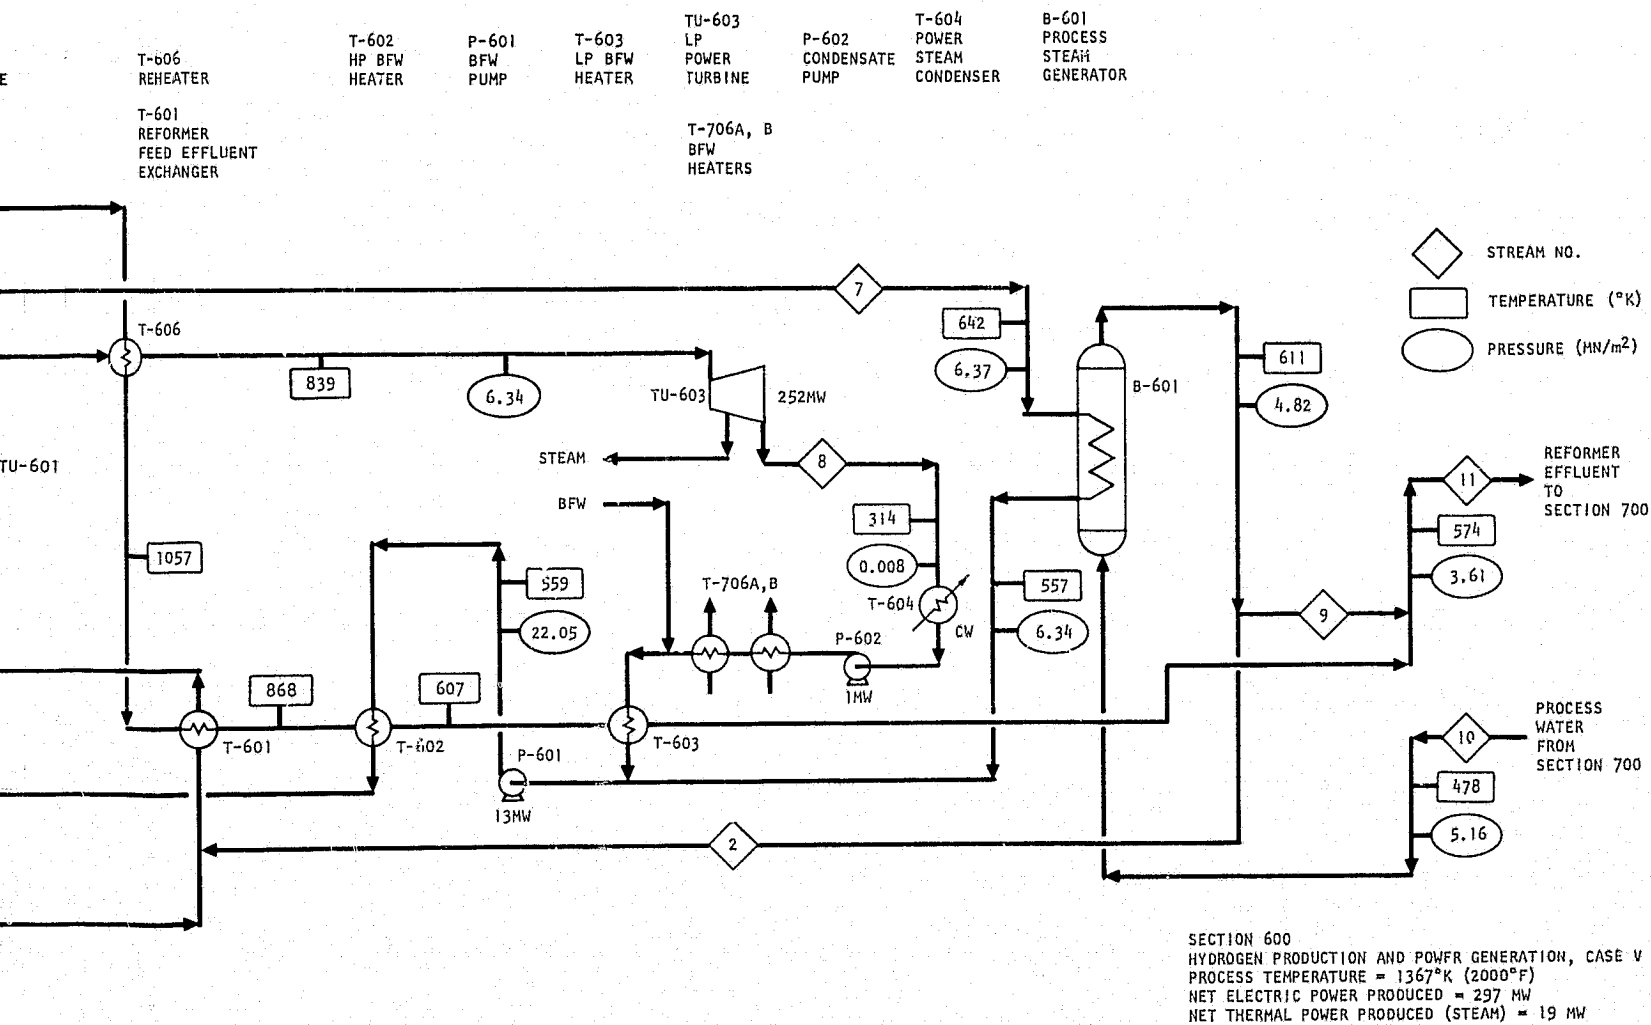 E
T-606
REHEATER
T-601
REFORMER
FEED EFFLUENT
EXCHANGER
T-602
HP BFW
HEATER
P-601
BFW
PUMP
T-603
LP BFW
HEATER
TU-603
LP
POWER
TURBINE
T-706A, B
BFW
HEATERS
P-602
CONDENSATE
PUMP
T-604
POWER
STEAM
CONDENSER
B-601
PROCESS
STEAM
GENERATOR
STREAM NO.
TEMPERATURE (°K)
PRESSURE (MN/m²)
7
642
6.37
T-606
839
6.34
TU-603
252MW
B-601
611
4.82
STEAM
8
TU-601
BFW
314
0.008
T-604
CW
REFORMER
EFFLUENT
TO
SECTION 700
11
574
3.61
1057
559
22.05
T-706A,B
P-602
1MW
557
6.34
9
868
607
T-601
T-602
T-603
P-601
13MW
PROCESS
WATER
FROM
SECTION 700
10
478
5.16
2
SECTION 600
HYDROGEN PRODUCTION AND POWER GENERATION, CASE V
PROCESS TEMPERATURE = 1367°K (2000°F)
NET ELECTRIC POWER PRODUCED = 297 MW
NET THERMAL POWER PRODUCED (STEAM) = 19 MW